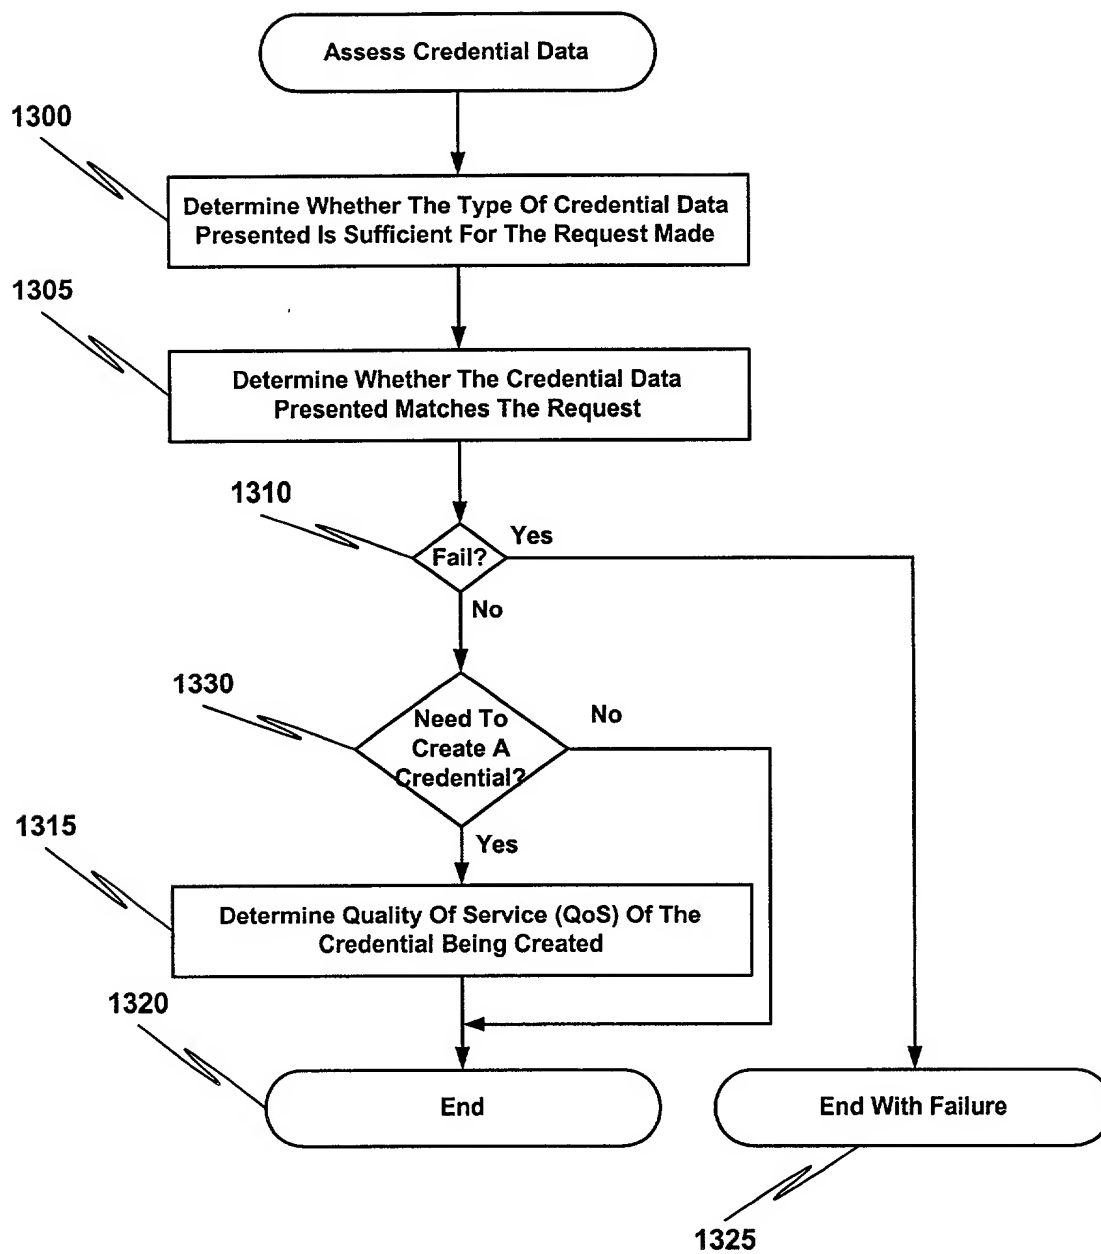 Assess Credential Data
1300
Determine Whether The Type Of Credential Data
Presented Is Sufficient For The Request Made
1305
Determine Whether The Credential Data
Presented Matches The Request
1310
Fail?
Yes
No
1330
Need To
Create A
Credential?
No
Yes
1315
Determine Quality Of Service (QoS) Of The
Credential Being Created
1320
End
End With Failure
1325